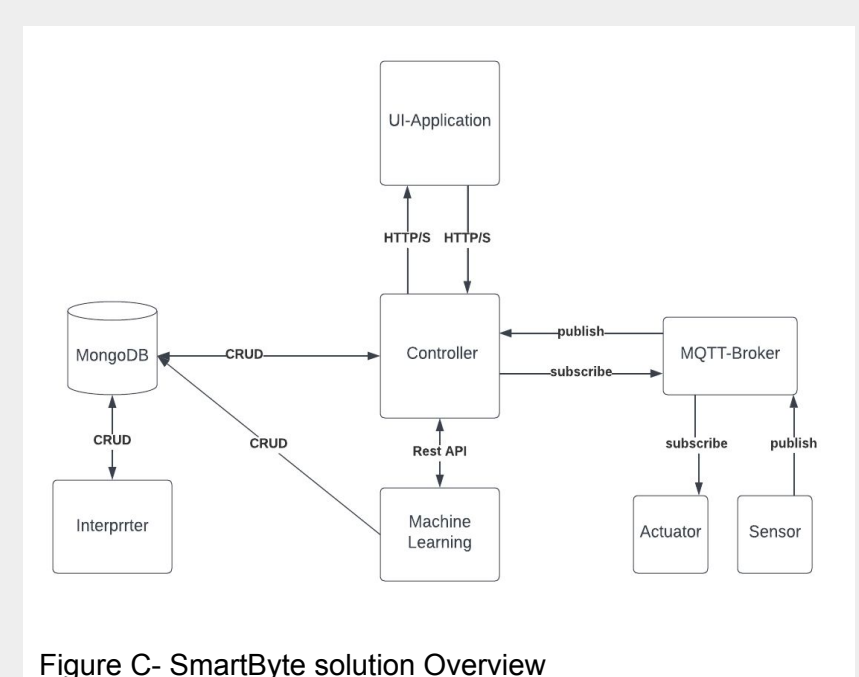 UI-Application
HTTP/S HTTP/S
MongoDB
CRUD
Controller
publish
subscribe
MQTT-Broker
CRUD
CRUD
Rest API
subscribe
publish
Interprrter
Machine
Learning
Actuator
Sensor
Figure C- SmartByte solution Overview